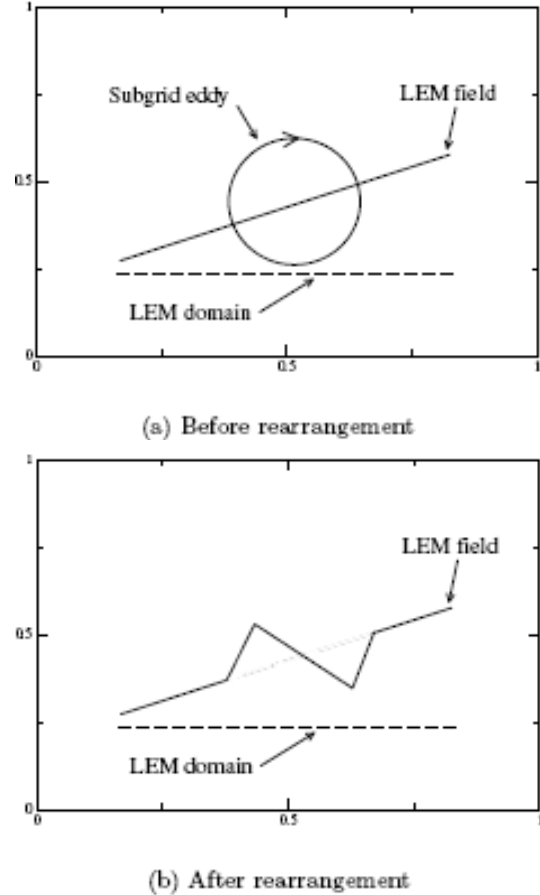 1
Subgrid eddy
LEM field
0.5
LEM domain
0
0
0.5
1
(a) Before rearrangement
1
LEM field
0.5
LEM domain
0
0
0.5
1
(b) After rearrangement